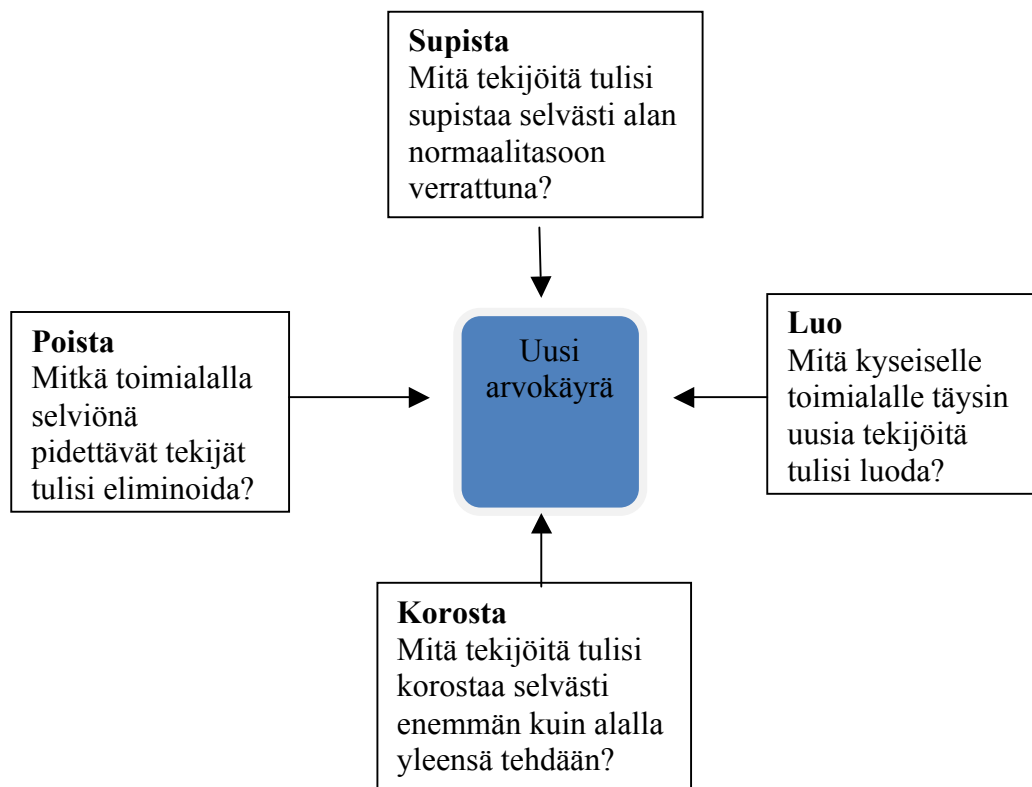 Supista
Mitä tekijöitä tulisi
supistaa selvästi alan
normaalitasoon
verrattuna?
Poista
Mitkä toimialalla
selviönä
pidettävät tekijät
tulisi eliminoida?
Uusi
arvokäyrä
Luo
Mitä kyseiselle
toimialalle täysin
uusia tekijöitä
tulisi luoda?
Korosta
Mitä tekijöitä tulisi
korostaa selvästi
enemmän kuin alalla
yleensä tehdään?